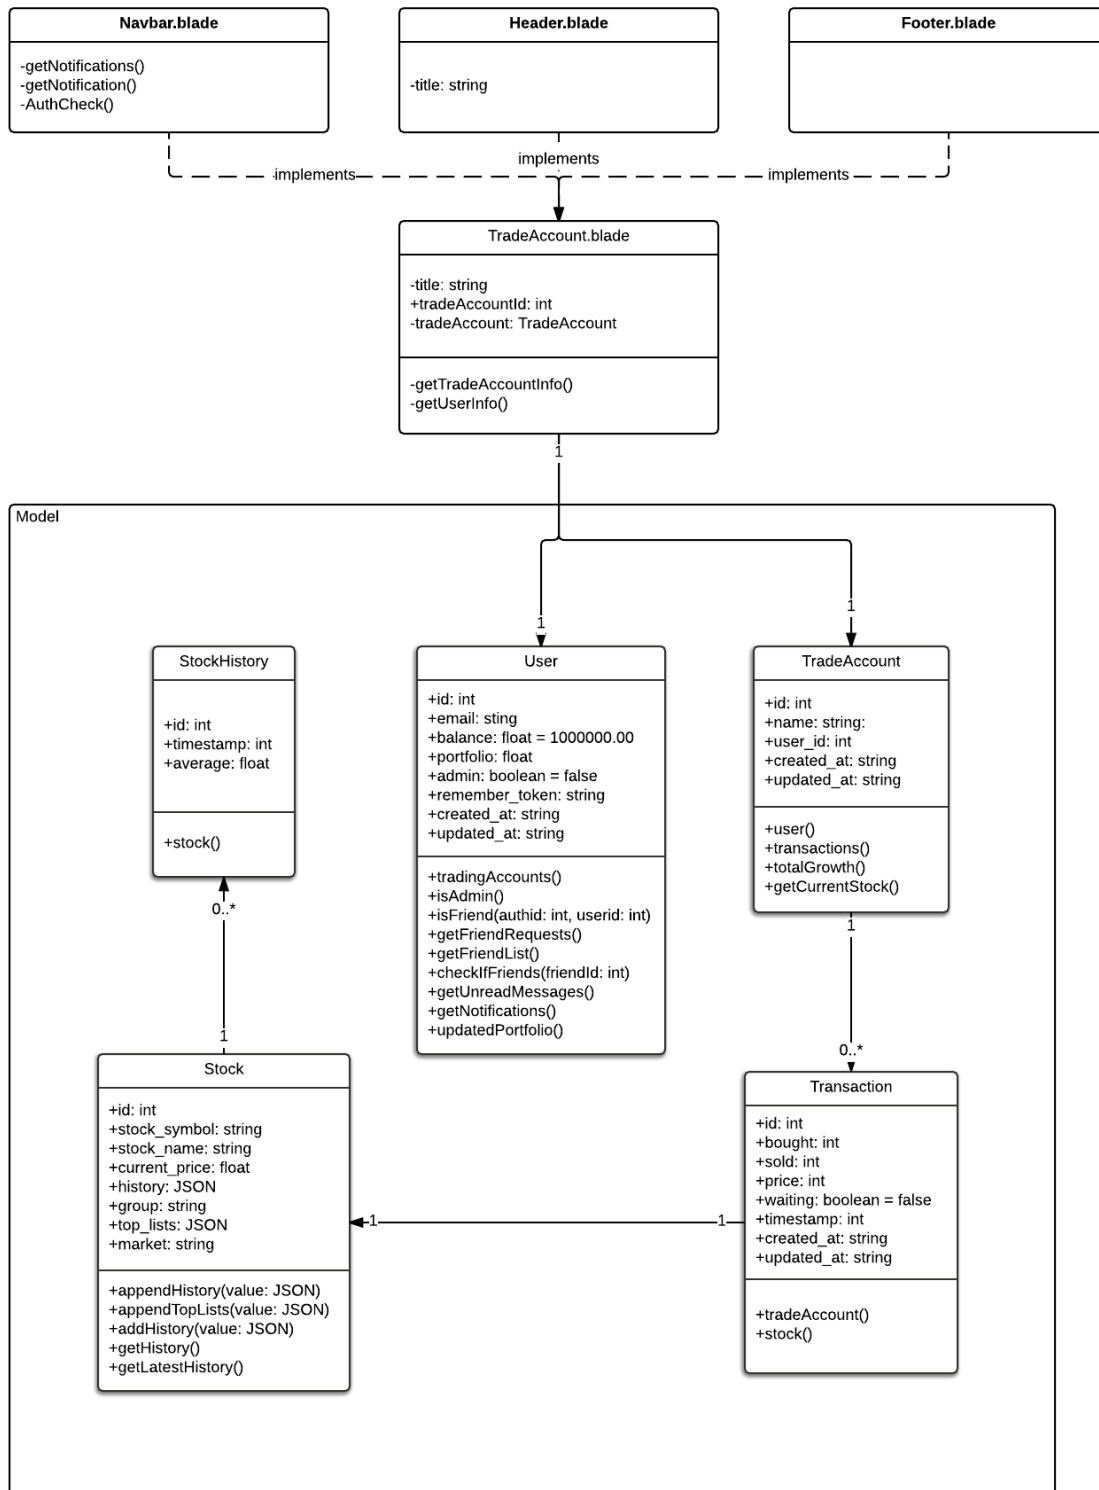 Navbar.blade
-getNotifications()
-getNotification()
-AuthCheck()
Header.blade
-title: string
Footer.blade
implements
implements
implements
TradeAccount.blade
-title: string
+tradeAccountId: int
-tradeAccount: TradeAccount
-getTradeAccountInfo()
-getUserInfo()
1
Model
1
1
StockHistory
+id: int
+timestamp: int
+average: float
+stock()
User
+id: int
+email: sting
+balance: float = 1000000.00
+portfolio: float
+admin: boolean = false
+remember_token: string
+created_at: string
+updated_at: string
+tradingAccounts()
+isAdmin()
+isFriend(authid: int, userid: int)
+getFriendRequests()
+getFriendList()
+checkIfFriends(friendId: int)
+getUnreadMessages()
+getNotifications()
+updatedPortfolio()
TradeAccount
+id: int
+name: string:
+user_id: int
+created_at: string
+updated_at: string
+user()
+transactions()
+totalGrowth()
+getCurrentStock()
0..*
1
1
0..*
Stock
+id: int
+stock_symbol: string
+stock_name: string
+current_price: float
+history: JSON
+group: string
+top_lists: JSON
+market: string
+appendHistory(value: JSON)
+appendTopLists(value: JSON)
+addHistory(value: JSON)
+getHistory()
+getLatestHistory()
1
1
Transaction
+id: int
+bought: int
+sold: int
+price: int
+waiting: boolean = false
+timestamp: int
+created_at: string
+updated_at: string
+tradeAccount()
+stock()